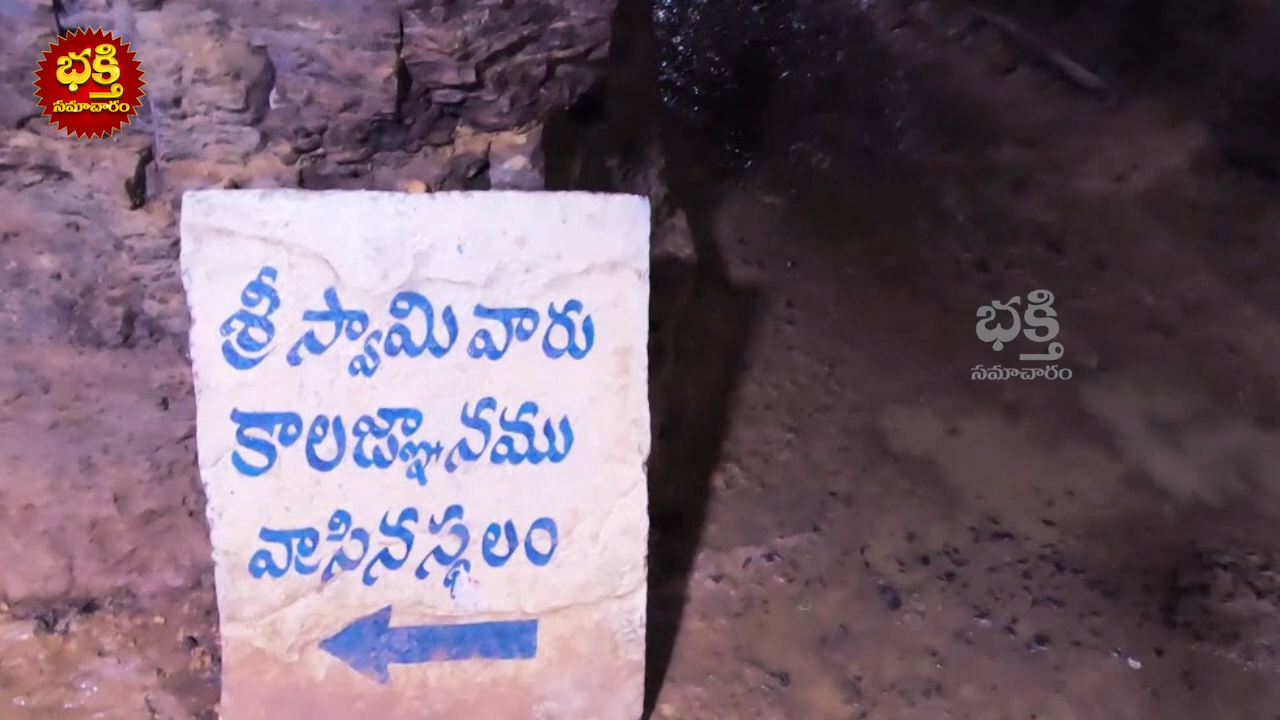 భక్తి
సమాచారం
శ్రీ స్వామి వారు
కాలజ్ఞానము
వాసిన స్థలం
భక్తి
సమాచారం